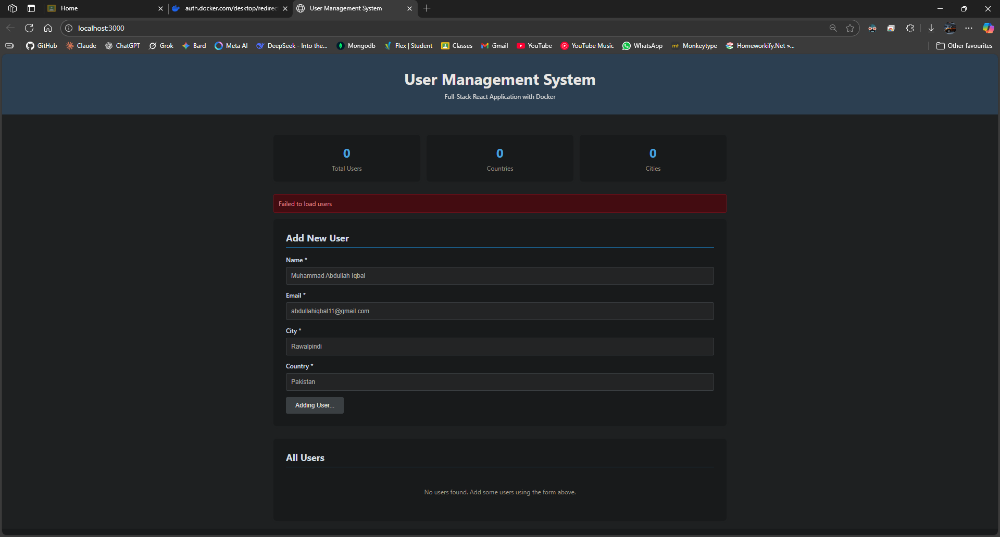 Home
auth.docker.com/desktop/redirec
User Management System
localhost:3000
GitHub
Claude
ChatGPT
Grok
Bard
Meta AI
DeepSeek - Into the...
Mongodb
Flex | Student
Classes
Gmail
YouTube
YouTube Music
WhatsApp
mt Monkeytype
Homeworkify.Net »...
Other favourites
User Management System
Full-Stack React Application with Docker
0
Total Users
0
Countries
0
Cities
Failed to load users
Add New User
Name *
Muhammad Abdullah Iqbal
Email *
abdullahiqbal11@gmail.com
City *
Rawalpindi
Country *
Pakistan
Adding User...
All Users
No users found. Add some users using the form above.